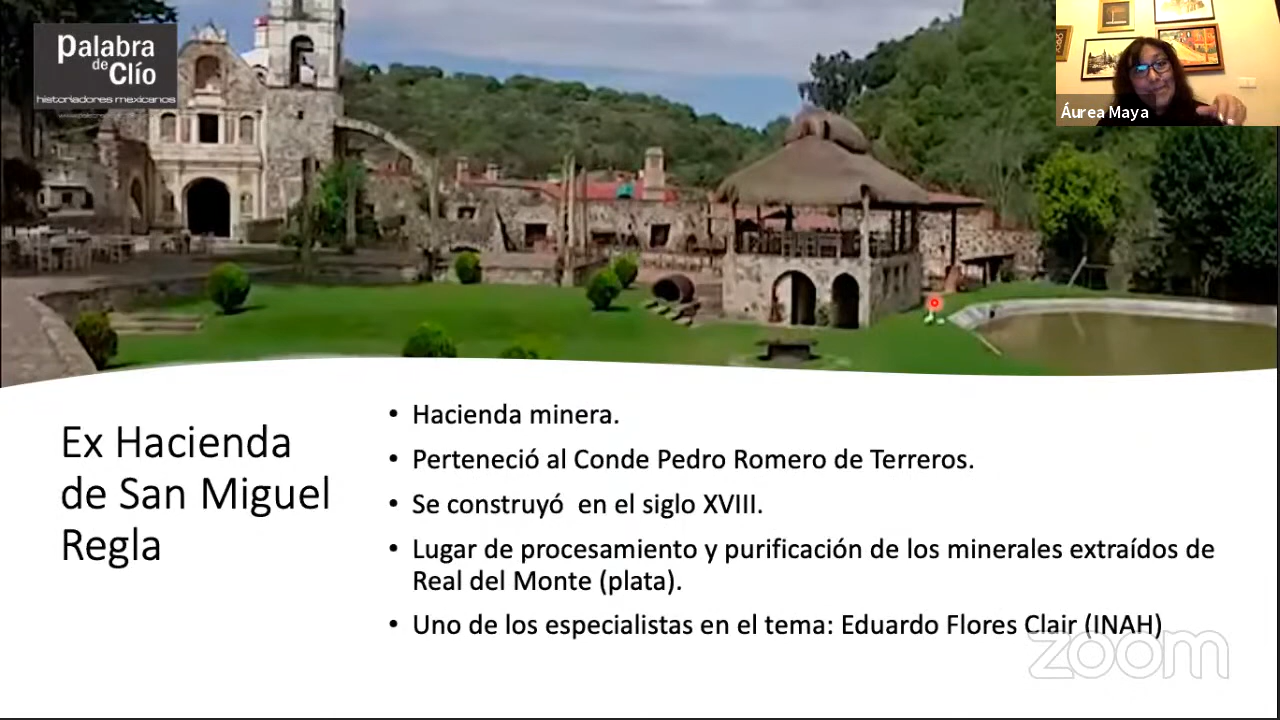 Palabra
de
Clío
historiadores mexicanos
Áurea Maya
Ex Hacienda
de San Miguel
Regla
• Hacienda minera.
• Perteneció al Conde Pedro Romero de Terreros.
• Se construyó en el siglo XVIII.
• Lugar de procesamiento y purificación de los minerales extraídos de
Real del Monte (plata).
• Uno de los especialistas en el tema: Eduardo Flores Clair (INAH)
zoom